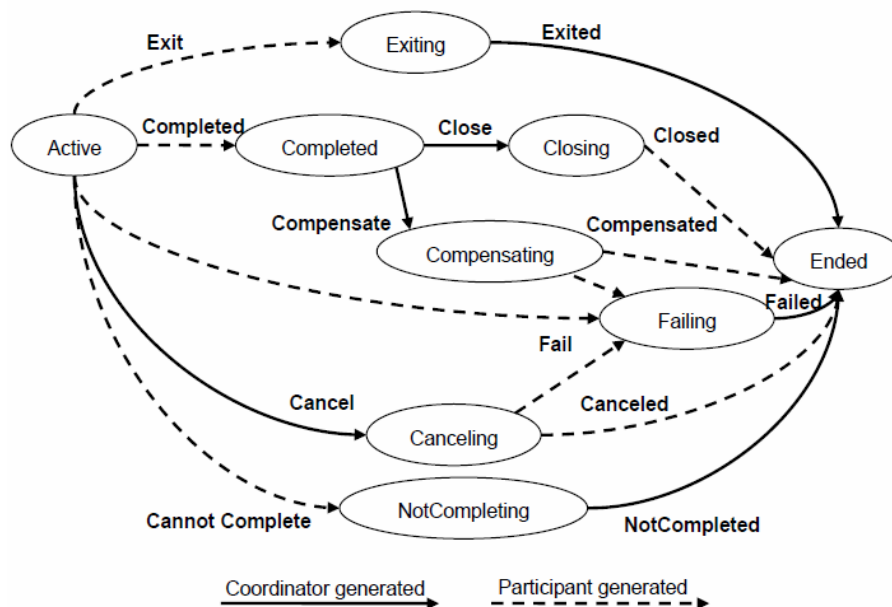 Exit
Exiting
Exited
Active
Completed
Completed
Close
Closing
Closed
Compensate
Compensating
Compensated
Ended
Failing
Failed
Fail
Cancel
Canceling
Canceled
Cannot Complete
NotCompleting
NotCompleted
Coordinator generated
Participant generated